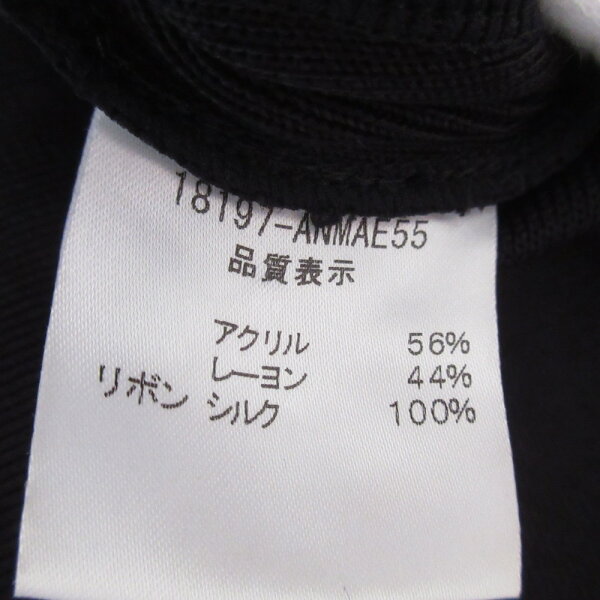 18197-ANMAE55
品質表示
アクリル 56%
レーヨン 44%
リボン シルク 100%